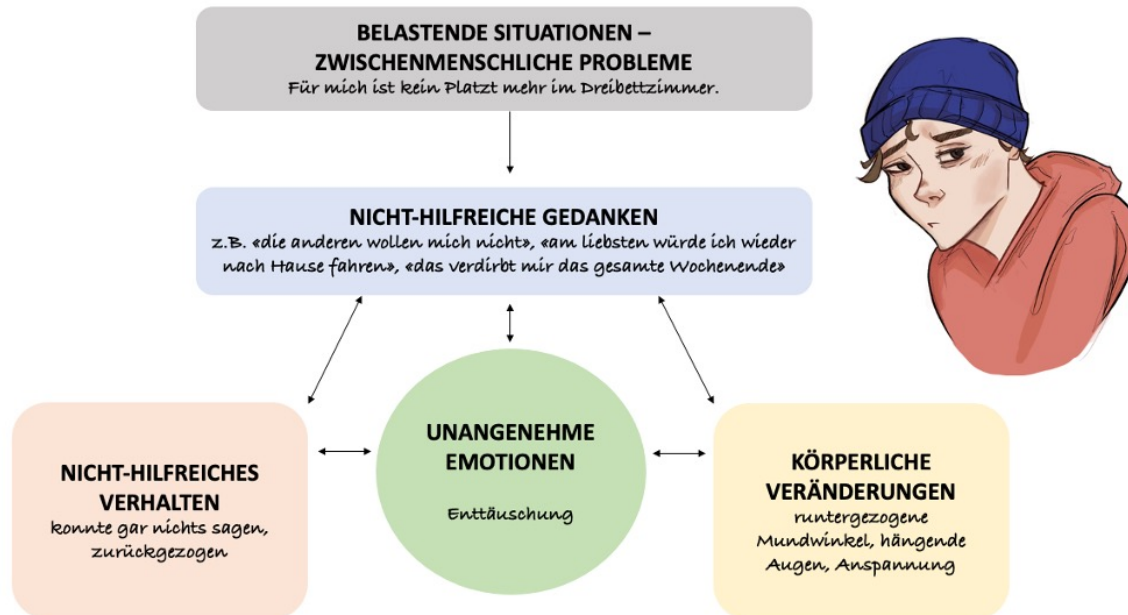 BELASTENDE SITUATIONEN –
ZWISCHENMENSCHLICHE PROBLEME
Für mich ist kein Platzt mehr im Dreibettzimmer.
NICHT-HILFREICHE GEDANKEN
z.B. «die anderen wollen mich nicht», «am liebsten würde ich wieder
nach Hause fahren», «das verdirbt mir das gesamte Wochenende»
NICHT-HILFREICHES
VERHALTEN
konnte gar nichts sagen,
zurückgezogen
UNANGENEHME
EMOTIONEN
Enttäuschung
KÖRPERLICHE
VERÄNDERUNGEN
runtergezogene
Mundwinkel, hängende
Augen, Anspannung